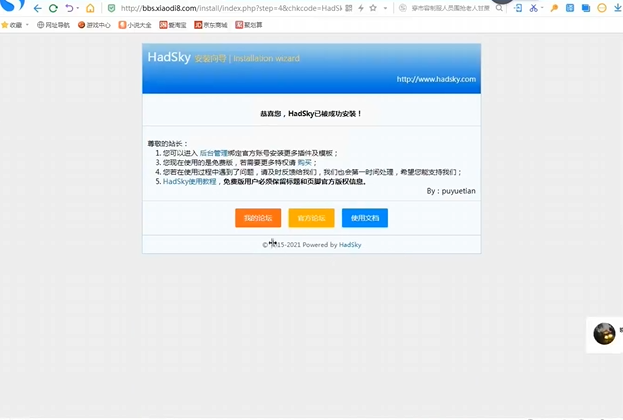 http://bbs.xiaodi8.com/install/index.php?step=4&chkcode=HadSk
收藏 网址导航 游戏中心 小说大全 爱淘宝 京东商城 聚划算
HadSky 安装向导 | Installation wizard
http://www.hadsky.com
恭喜您，HadSky已被成功安装！
尊敬的站长：
1. 您可以进入 后台管理绑定官方账号安装更多插件及模板；
2. 您现在使用的是免费版，若需要更多特权请 购买；
4. 您若在使用过程中遇到了问题，请及时反馈给我们，我们也会第一时间处理，希望您能支持我们；
5. HadSky使用教程，免费版用户必须保留标题和页脚官方版权信息。
By：puyuetian
我的论坛 官方论坛 使用文档
15-2021 Powered by HadSky